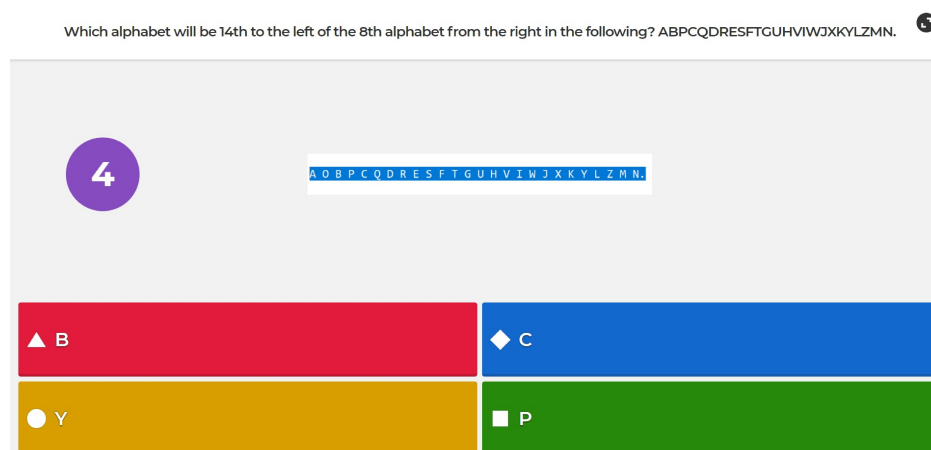 Which alphabet will be 14th to the left of the 8th alphabet from the right in the following? ABPCQDRESFTGUHVIWJXKYLZMN.
4
A O B P C Q D R E S F T G U H V I W J X K Y L Z M N.
B
C
Y
P